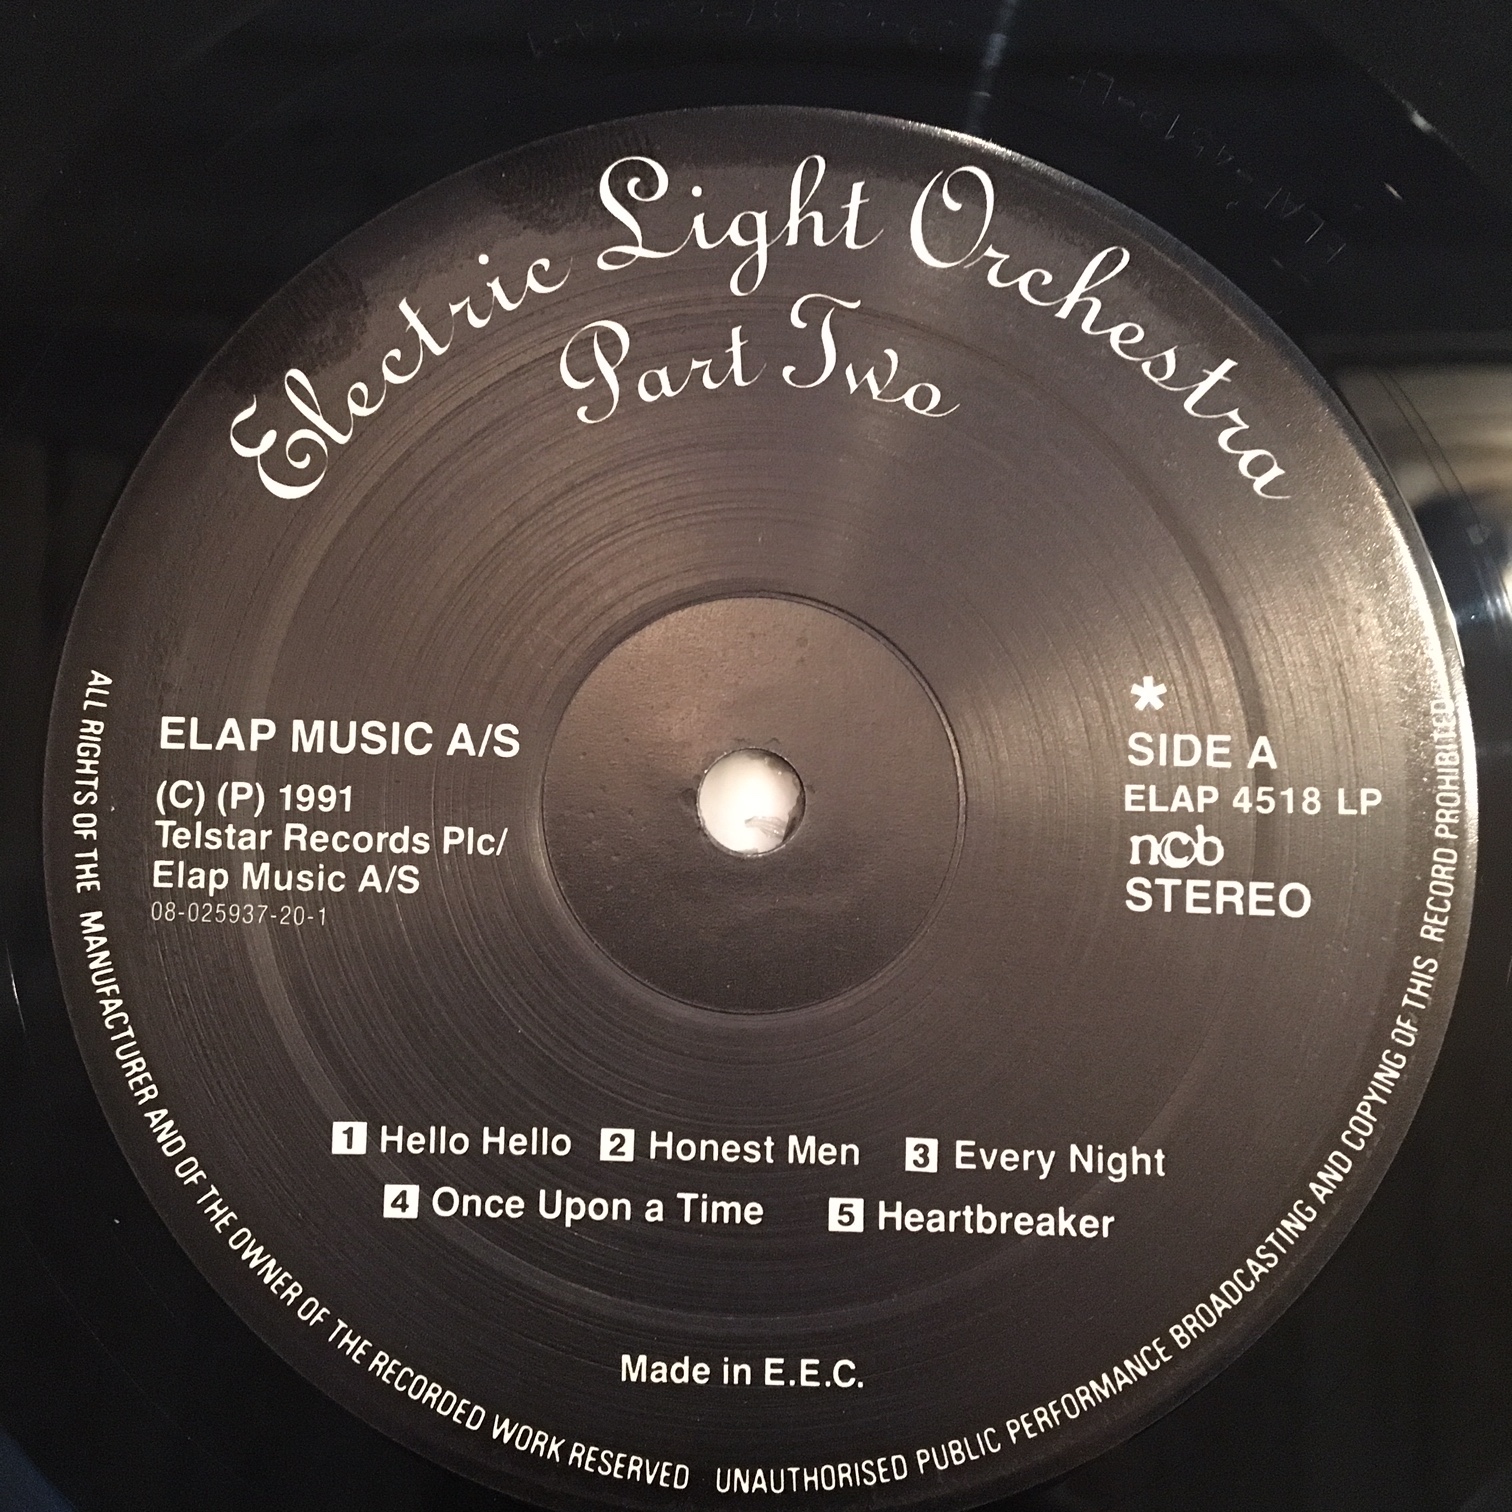 Electric Light Orchestra
Part Two
ELAP MUSIC A/S
(C) (P) 1991
Telstar Records Plc/
Elap Music A/S
08-025937-20-1
*
SIDE A
ELAP 4518 LP
ncb
STEREO
1 Hello Hello 2 Honest Men 3 Every Night
4 Once Upon a Time 5 Heartbreaker
Made in E.E.C.
ALL RIGHTS OF THE MANUFACTURER AND OF THE OWNER OF THE RECORDED WORK RESERVED UNAUTHORISED PUBLIC PERFORMANCE BROADCASTING AND COPYING OF THIS RECORD PROHIBITED